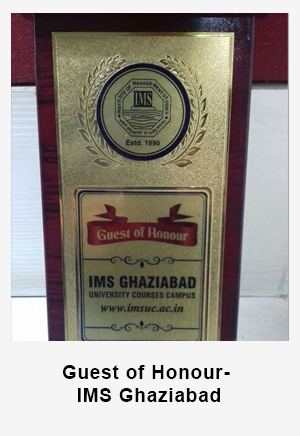 IMS
GHAZIABAD
Estd. 1990
Guest of Honour
IMS GHAZIABAD
UNIVERSITY COURSES CAMPUS
www.imsuc.ac.in
Guest of Honour-
IMS Ghaziabad